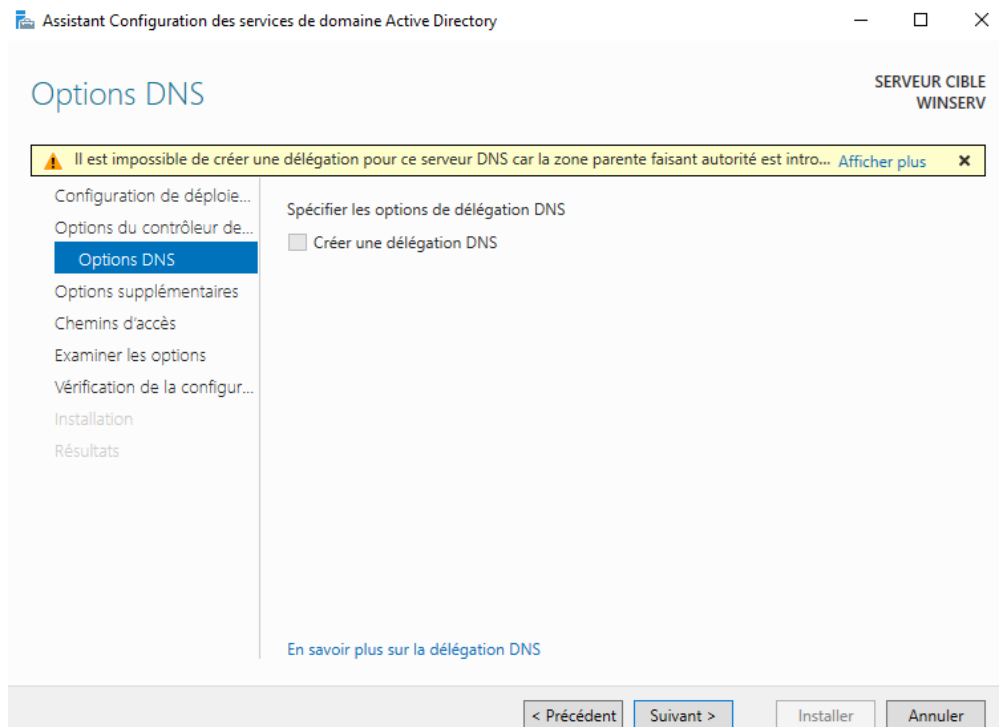 Assistant Configuration des services de domaine Active Directory
Options DNS
SERVEUR CIBLE
WINSERV
Il est impossible de créer une délégation pour ce serveur DNS car la zone parente faisant autorité est intro... Afficher plus
Configuration de déploie...
Options du contrôleur de...
Options DNS
Options supplémentaires
Chemins d'accès
Examiner les options
Vérification de la configur...
Installation
Résultats
Spécifier les options de délégation DNS
Créer une délégation DNS
En savoir plus sur la délégation DNS
< Précédent
Suivant >
Installer
Annuler